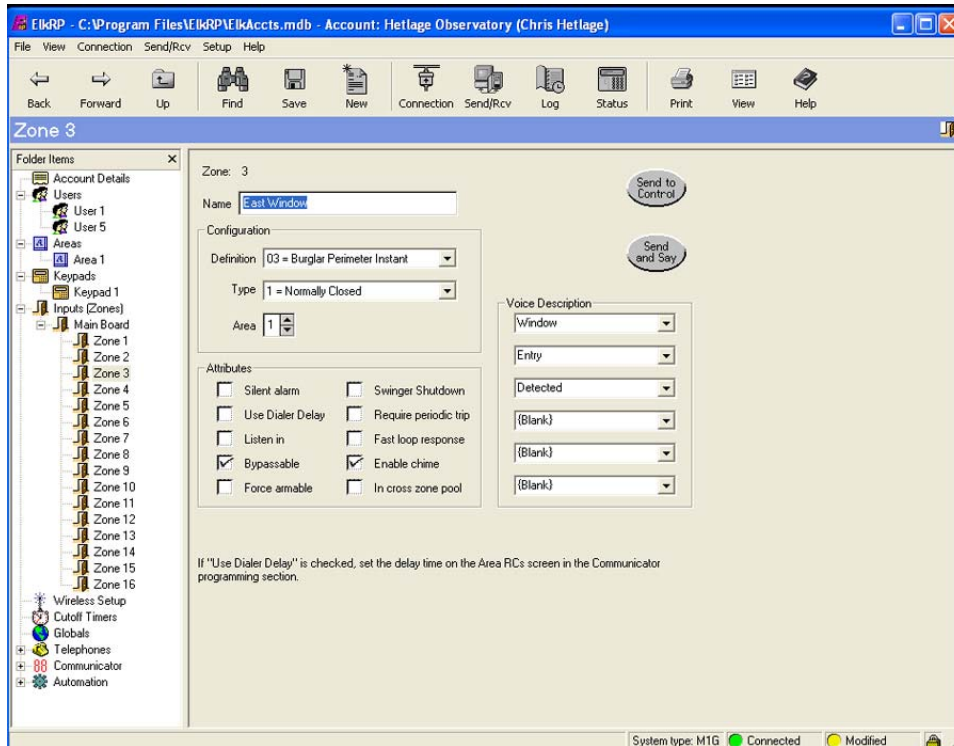 ElkRP - C:\Program Files\ElkRP\ElkAccts.mdb - Account: Hetlage Observatory (Chris Hetlage)
File View Connection Send/Rcv Setup Help
Back Forward Up Find Save New Connection Send/Rcv Log Status Print View Help
Zone 3
Folder Items
Account Details
Users
User 1
User 5
Areas
Area 1
Keypads
Keypad 1
Inputs (Zones)
Main Board
Zone 1
Zone 2
Zone 3
Zone 4
Zone 5
Zone 6
Zone 7
Zone 8
Zone 9
Zone 10
Zone 11
Zone 12
Zone 13
Zone 14
Zone 15
Zone 16
Wireless Setup
Cutoff Timers
Globals
Telephones
88 Communicator
Automation
Zone: 3
Name East Window
Configuration
Definition 03 = Burglar Perimeter Instant
Type 1 = Normally Closed
Area 1
Attributes
Silent alarm Swinger Shutdown
Use Dialer Delay Require periodic trip
Listen in Fast loop response
Bypassable Enable chime
Force armable In cross zone pool
Send to
Control
Send
and Say
Voice Description
Window
Entry
Detected
{Blank}
{Blank}
{Blank}
If "Use Dialer Delay" is checked, set the delay time on the Area RCs screen in the Communicator
programming section.
System type: M1G Connected Modified